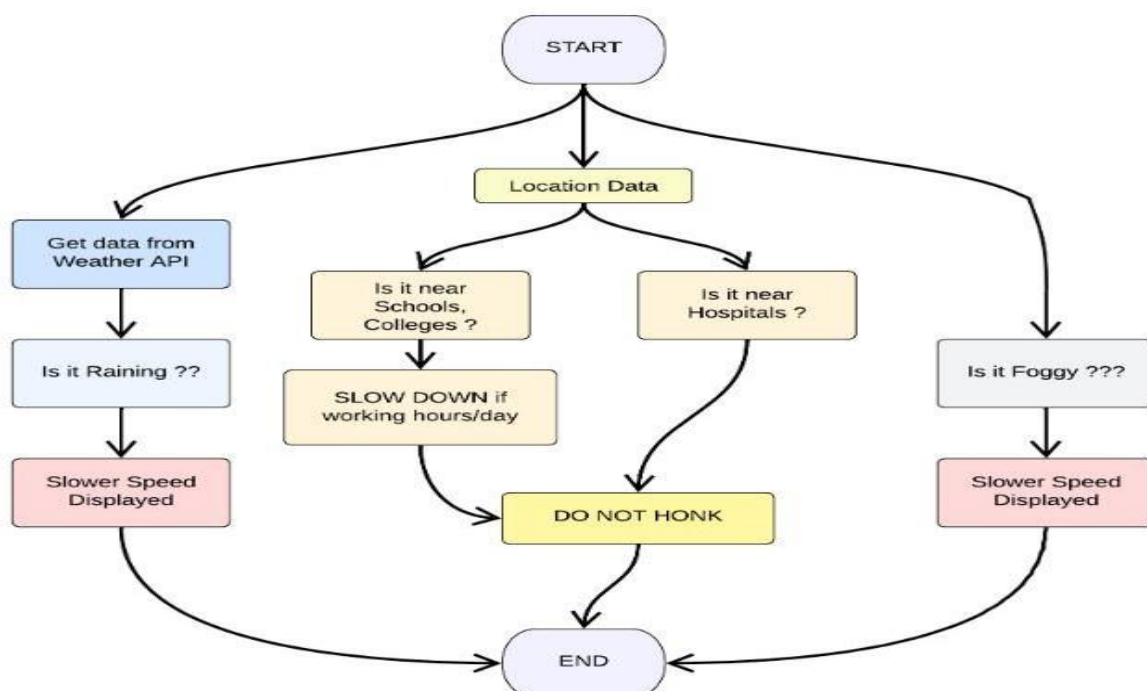 START
Location Data
Get data from
Weather API
Is it near
Schools,
Colleges ?
Is it near
Hospitals ?
Is it Raining ??
SLOW DOWN if
working hours/day
Is it Foggy ???
Slower Speed
Displayed
DO NOT HONK
Slower Speed
Displayed
END